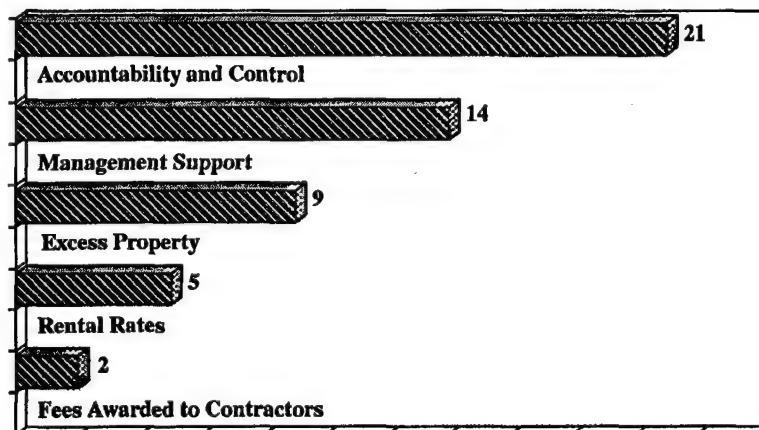 21
Accountability and Control
14
Management Support
9
Excess Property
5
Rental Rates
2
Fees Awarded to Contractors